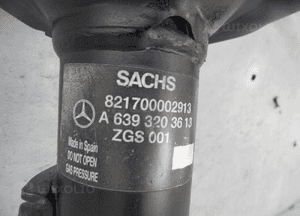 SACHS
821700002913
A 639 320 36 13
ZGS 001
Made in Spain
DO NOT OPEN
GAS PRESSURE